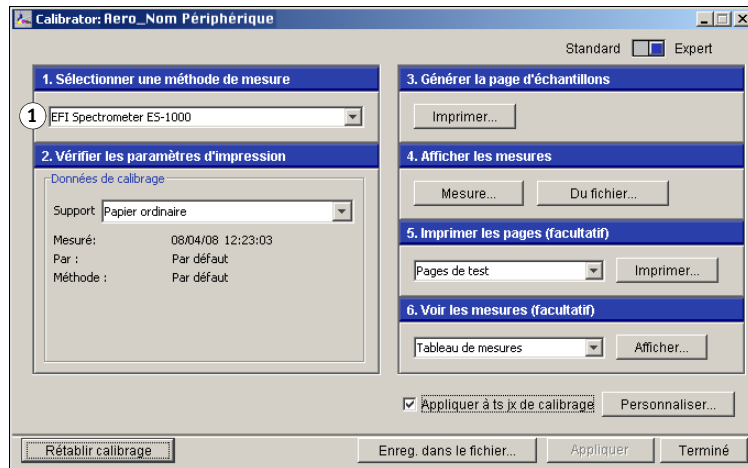 Calibrator: Aero_Nom Périphérique
Standard Expert
1. Sélectionner une méthode de mesure
1
EFI Spectrometer ES-1000
2. Vérifier les paramètres d'impression
Données de calibrage
Support Papier ordinaire
Mesuré: 08/04/08 12:23:03
Par : Par défaut
Méthode : Par défaut
3. Générer la page d'échantillons
Imprimer...
4. Afficher les mesures
Mesure... Du fichier...
5. Imprimer les pages (facultatif)
Pages de test Imprimer...
6. Voir les mesures (facultatif)
Tableau de mesures Afficher...
Appliquer à ts jx de calibrage Personnaliser...
Rétablir calibrage Enreg. dans le fichier... Appliquer Terminé